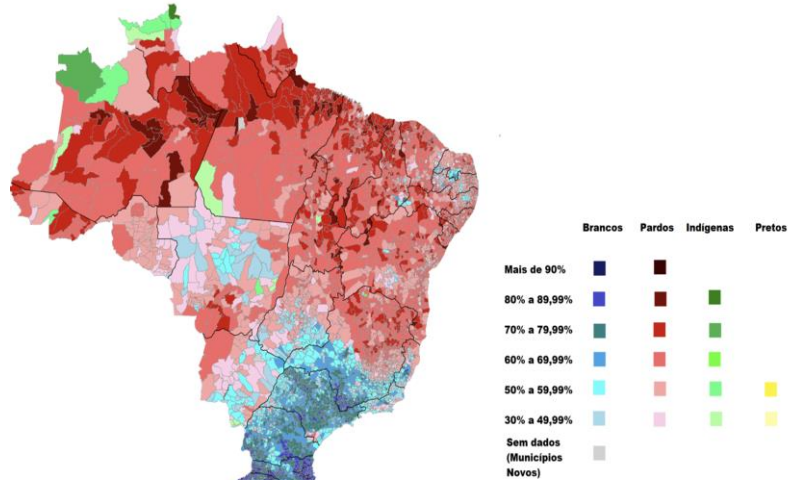 Brancos Pardos Indígenas Pretos
Mais de 90%
80% a 89,99%
70% a 79,99%
60% a 69,99%
50% a 59,99%
30% a 49,99%
Sem dados
(Municípios
Novos)